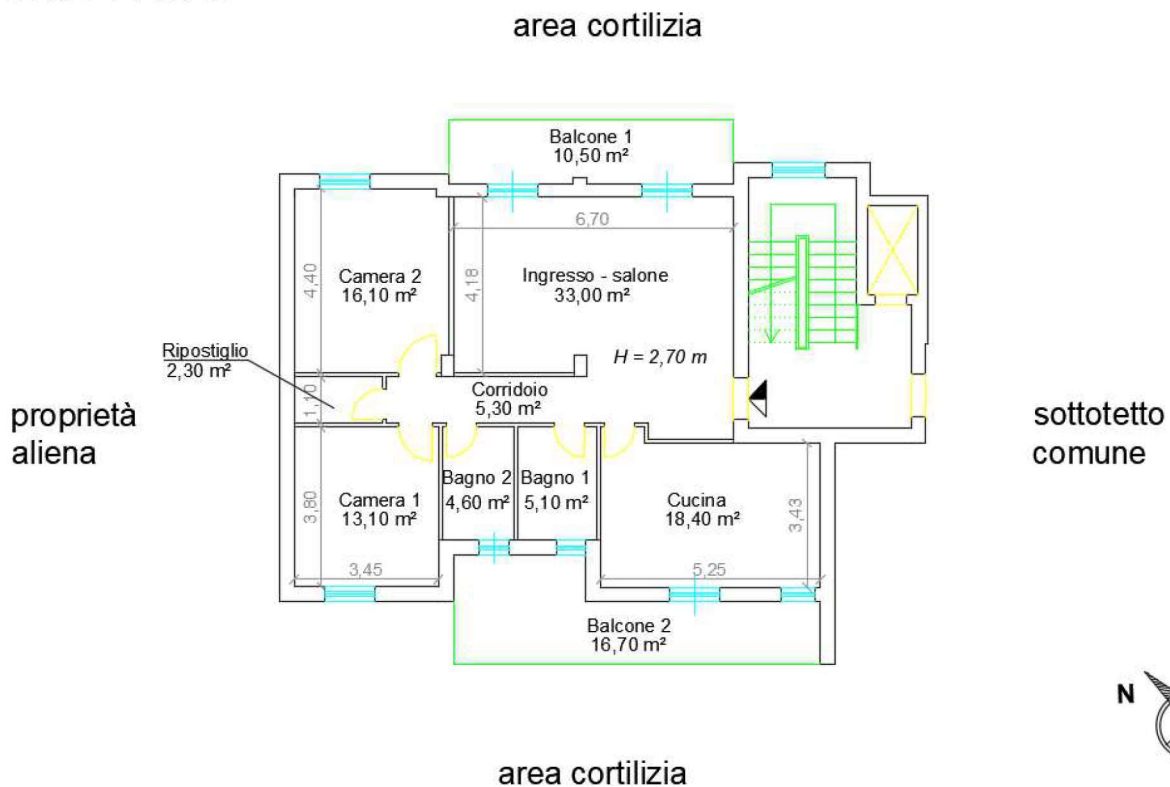 area cortilizia
Balcone 1
10,50 m²
6,70
Camera 2
16,10 m²
4,40
4,18
Ingresso - salone
33,00 m²
H = 2,70 m
Ripostiglio
2,30 m²
1,10
Corridoio
5,30 m²
proprietà
aliena
sottotetto
comune
Camera 1
13,10 m²
3,80
3,45
Bagno 2
4,60 m²
Bagno 1
5,10 m²
Cucina
18,40 m²
3,43
5,25
Balcone 2
16,70 m²
N
area cortilizia